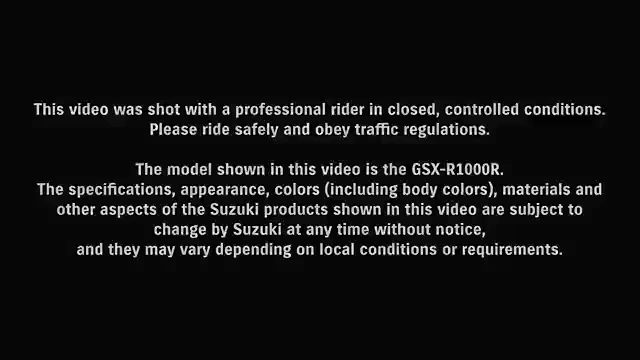 This video was shot with a professional rider in closed, controlled conditions.
Please ride safely and obey traffic regulations.
The model shown in this video is the GSX-R1000R.
The specifications, appearance, colors (including body colors), materials and
other aspects of the Suzuki products shown in this video are subject to
change by Suzuki at any time without notice,
and they may vary depending on local conditions or requirements.